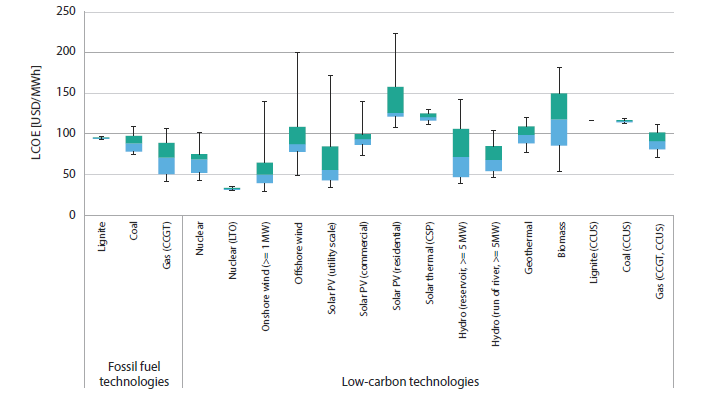 LCOE [USD/MWh]
250
200
150
100
50
0
Lignite
Coal
Gas (CCGT)
Nuclear
Nuclear (LTO)
Onshore wind (>= 1 MW)
Offshore wind
Solar PV (utility scale)
Solar PV (commercial)
Solar PV (residential)
Solar thermal (CSP)
Hydro (reservoir, >= 5 MW)
Hydro (run of river, >= 5MW)
Geothermal
Biomass
Lignite (CCUS)
Coal (CCUS)
Gas (CCGT, CCUS)
Fossil fuel
technologies
Low-carbon technologies